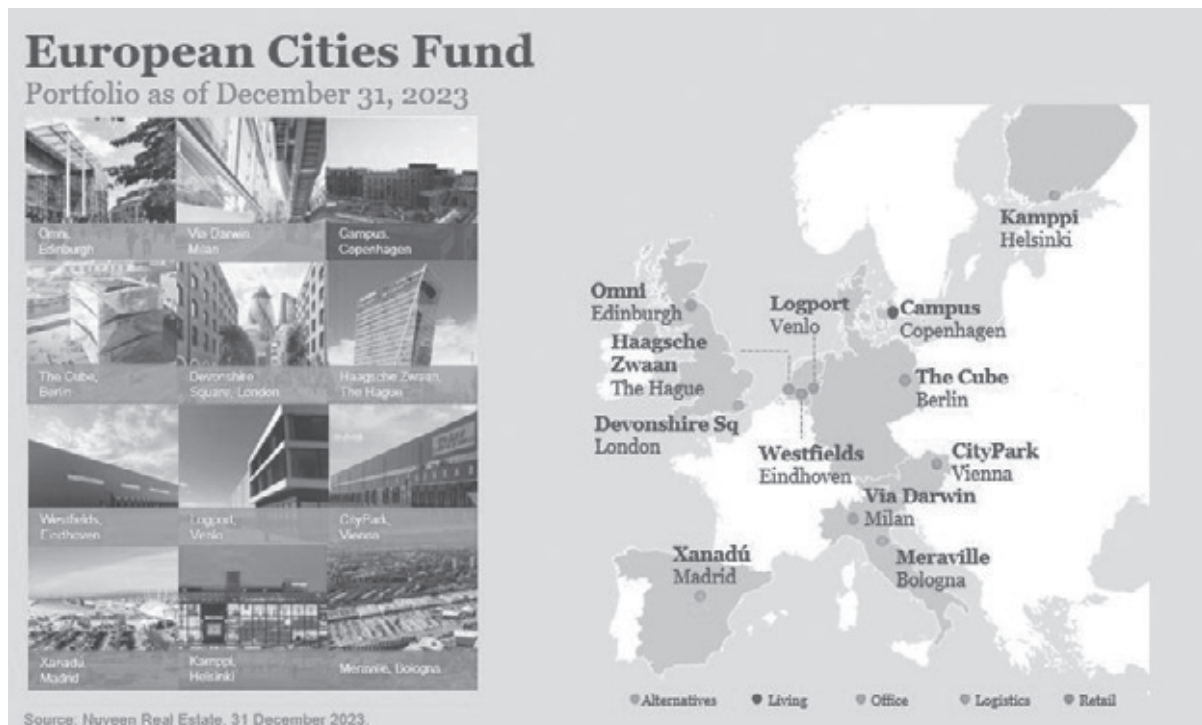 European Cities Fund
Portfolio as of December 31, 2023
Omni,
Edinburgh
Via Darwin,
Milan
Campus,
Copenhagen
The Cube,
Berlin
Devonshire
Square, London
Haagsche Zwaan,
The Hague
Westfields,
Eindhoven
Logport,
Venlo
CityPark,
Vienna
Xanadú,
Madrid
Kamppi,
Helsinki
Bologna
Kamppi
Helsinki
Omni
Edinburgh
Logport
Venlo
Campus
Copenhagen
Haagsche
Zwaan
The Hague
The Cube
Berlin
Devonshire Sq
London
Westfields
Eindhoven
CityPark
Vienna
Via Darwin
Milan
Xanadú
Madrid
Meraville
Bologna
Alternatives
Living
Office
Logistics
Retail
Source: Nuveen Real Estate, 31 December 2023.